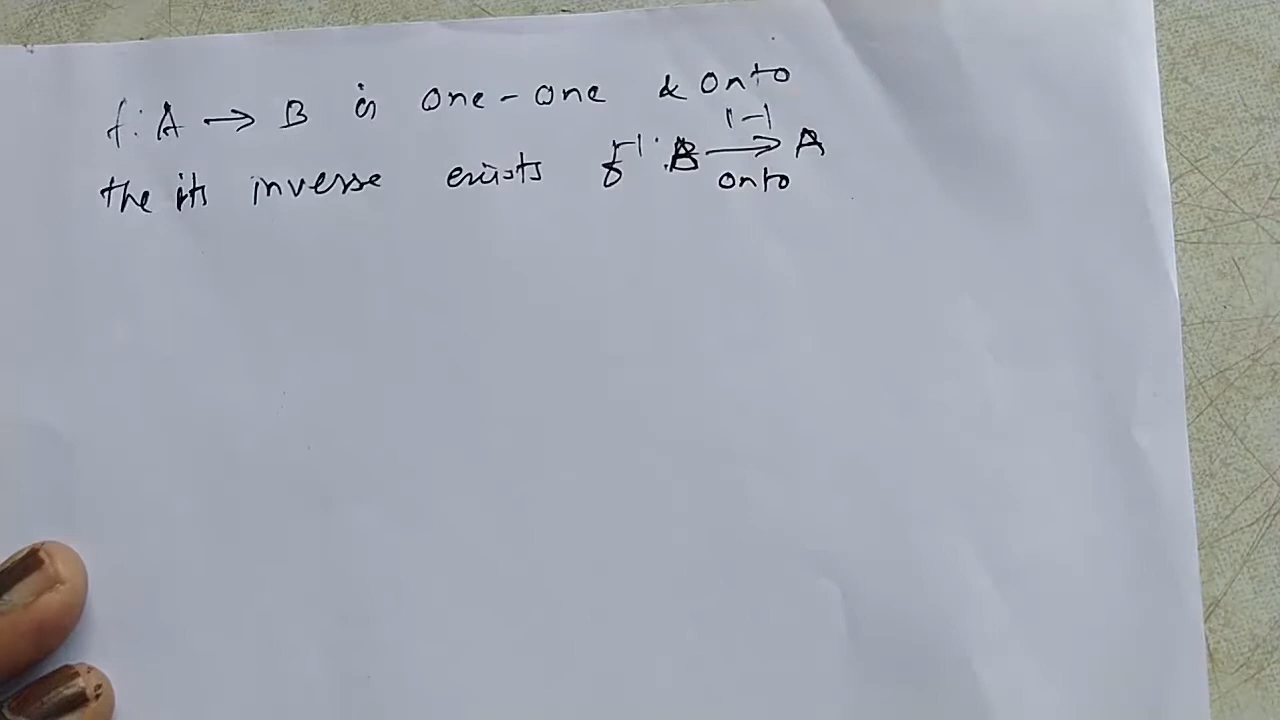 f: A → B is one-one & onto
the its inverse exists f⁻¹: B 1-1→onto A